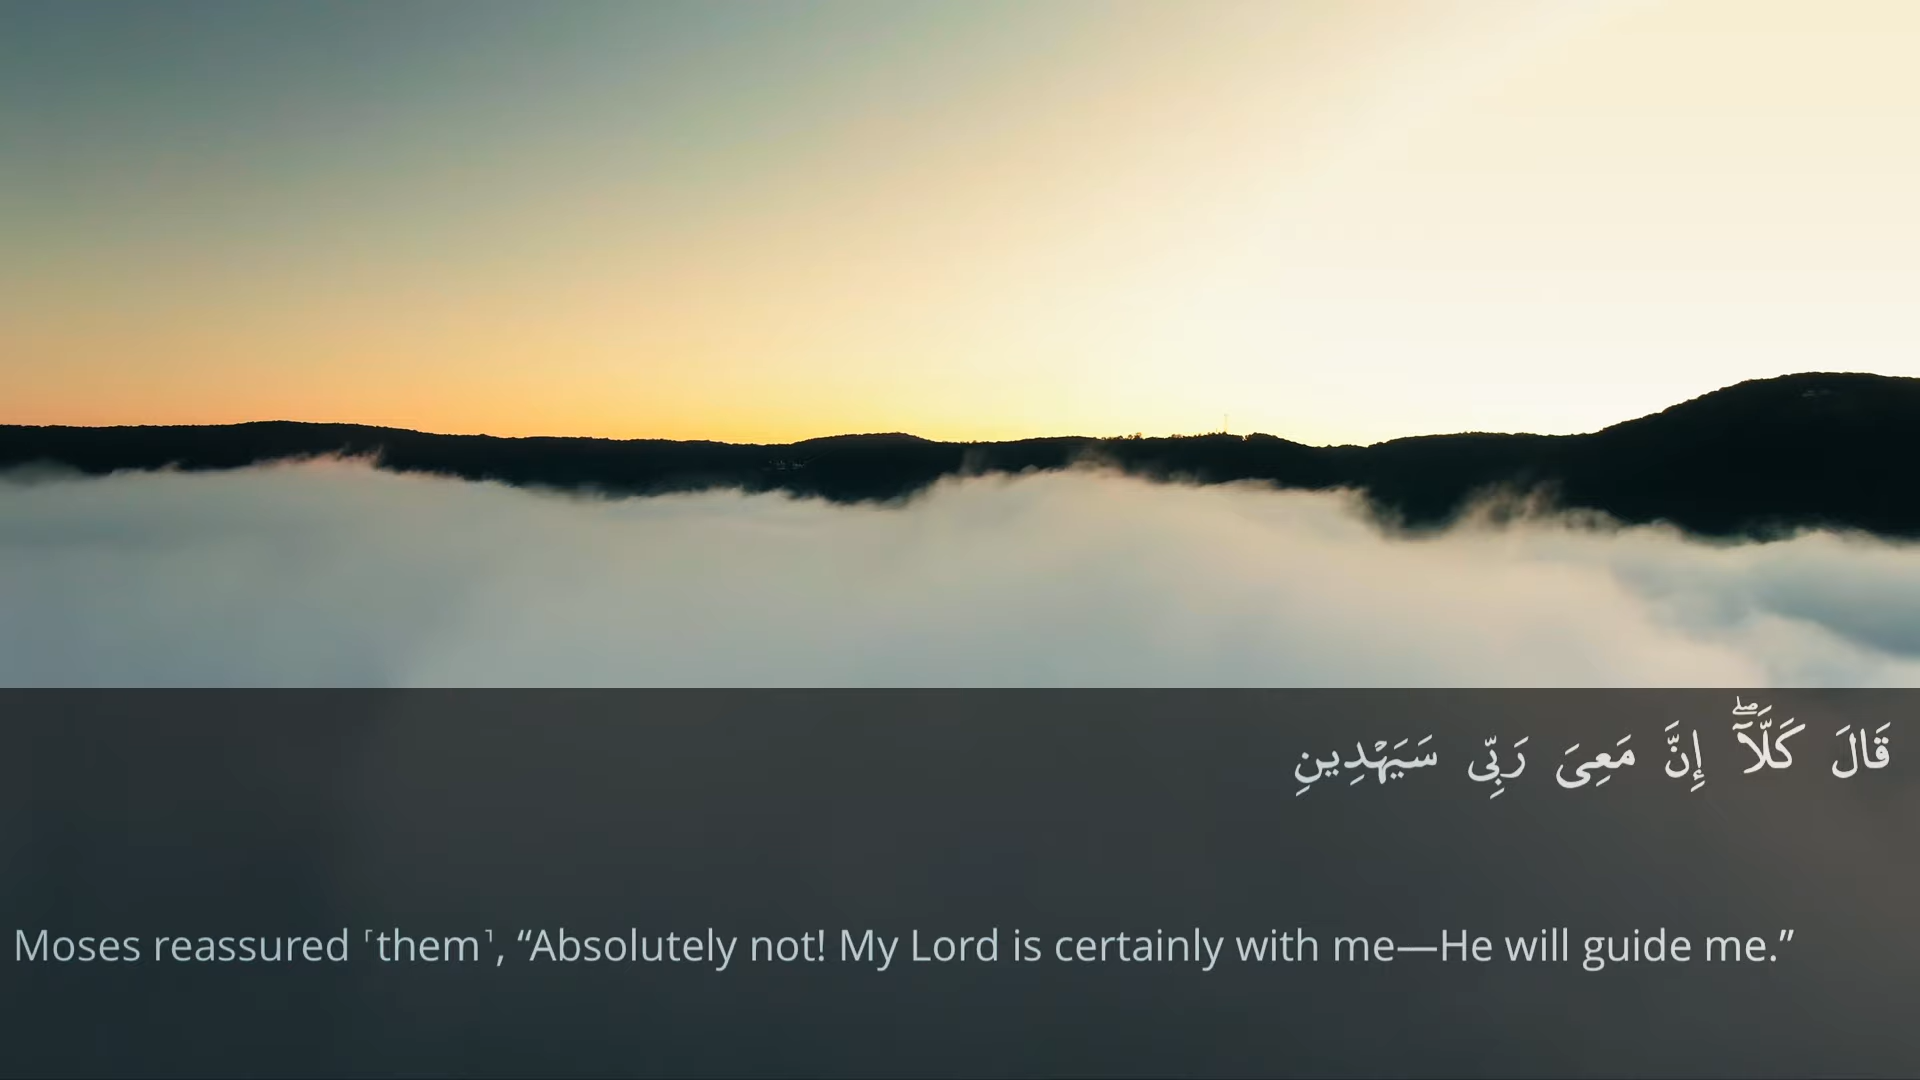 قَالَ كَلَّآ ۖ إِنَّ مَعِىَ رَبِّى سَيَهْدِينِ
Moses reassured ˹them˺, “Absolutely not! My Lord is certainly with me—He will guide me.”